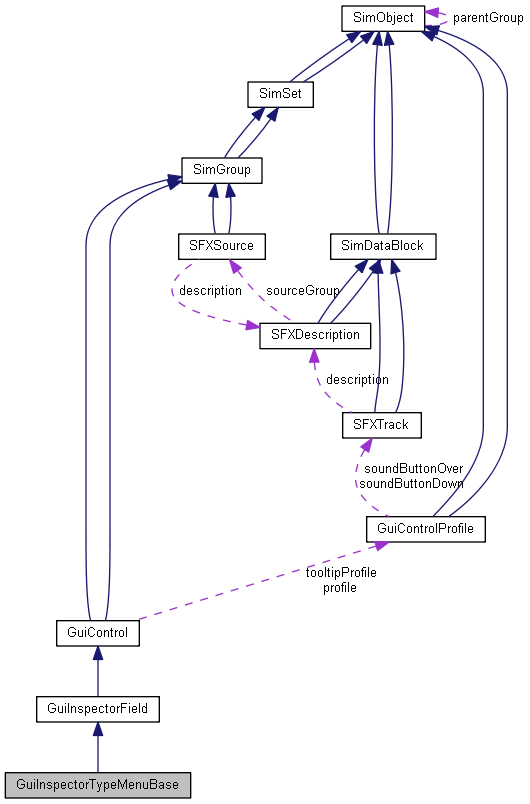 SimObject
parentGroup
SimSet
SimGroup
SFXSource
SimDataBlock
description
sourceGroup
SFXDescription
description
SFXTrack
soundButtonOver
soundButtonDown
GuiControlProfile
tooltipProfile
profile
GuiControl
GuiInspectorField
GuiInspectorTypeMenuBase